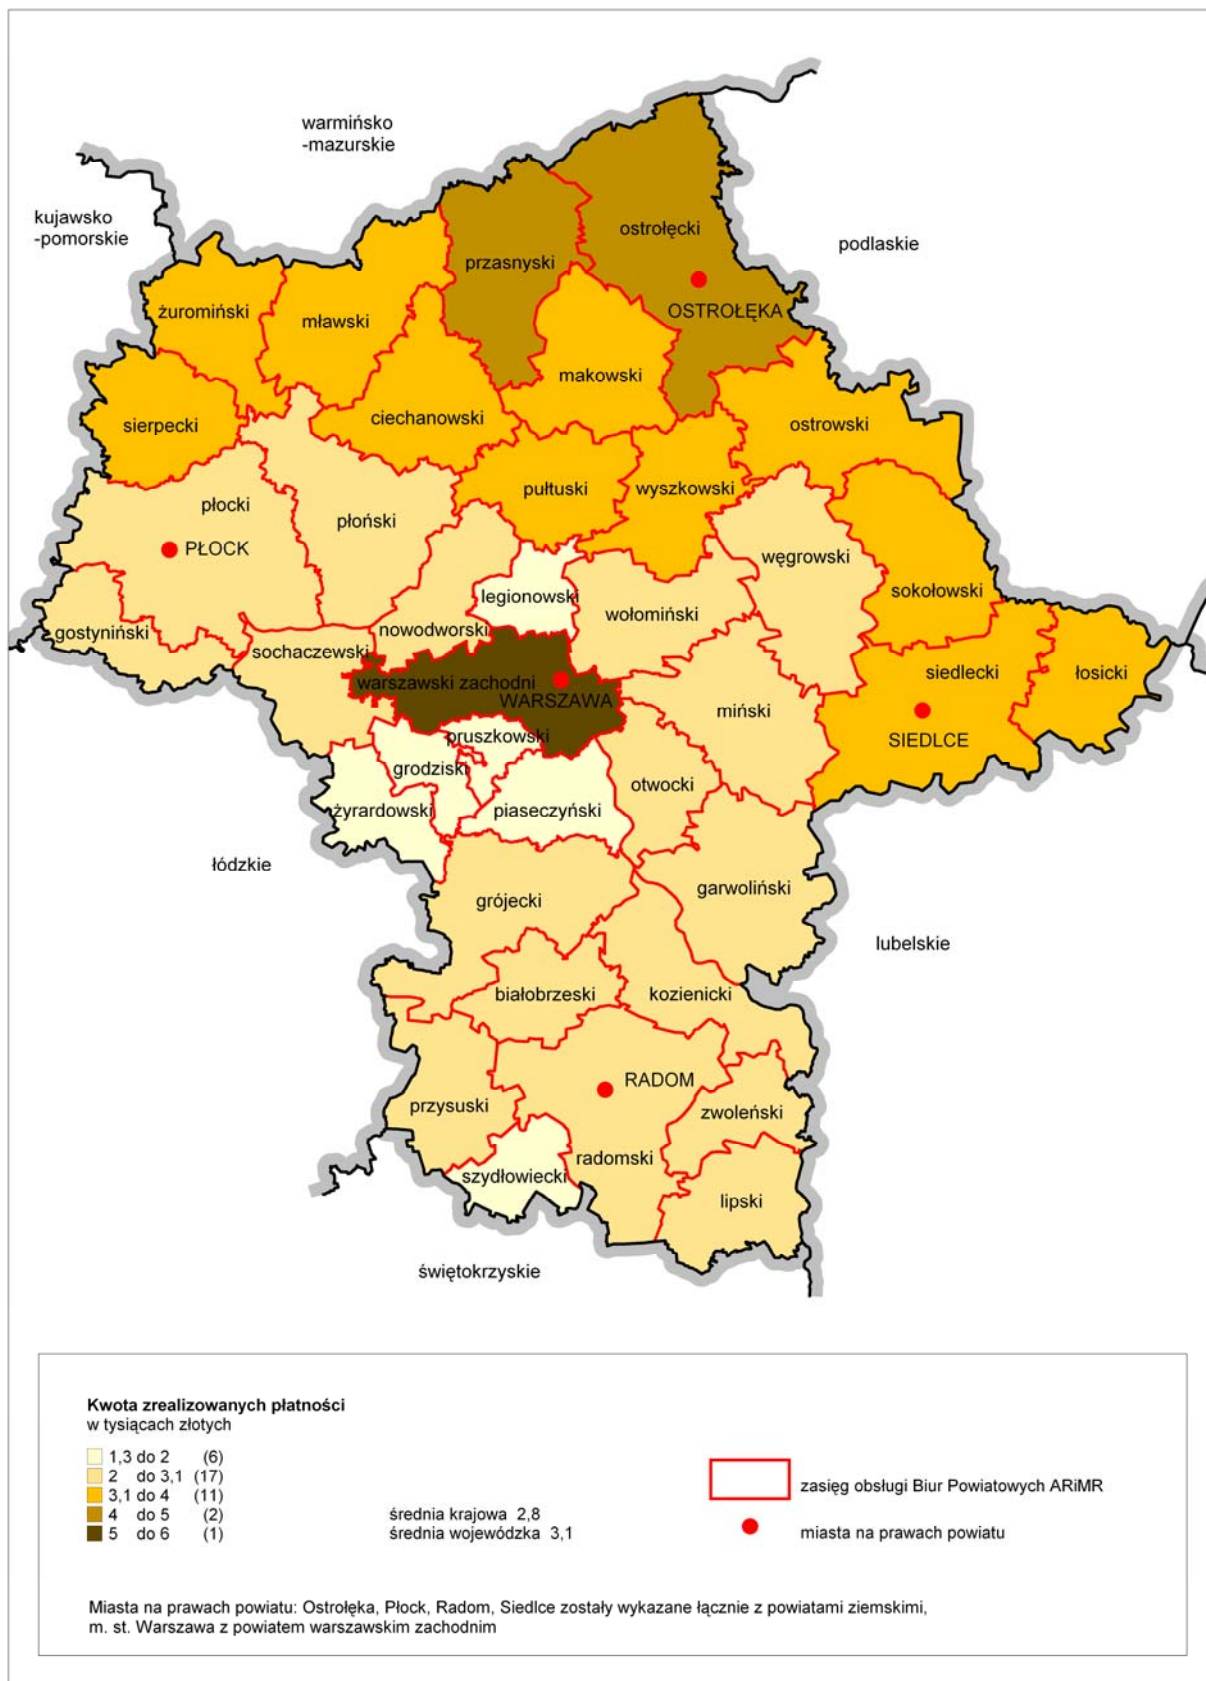 warmińsko
-mazurskie
kujawsko
-pomorskie
podlaskie
ostrołęcki
przasnyski
OSTROŁĘKA
żuromiński
mławski
makowski
ciechanowski
sierpecki
ostrowski
pułtuski
wyszkowski
płocki
płoński
PŁOCK
węgrowski
sokołowski
legionowski
wołomiński
gostyniński
nowodworski
sochaczewski
siedlecki
łosicki
warszawski zachodni
WARSZAWA
miński
SIEDLCE
pruszkowski
grodziski
otwocki
żyrardowski
piaseczyński
łódzkie
garwoliński
grójecki
lubelskie
białobrzeski
kozienicki
RADOM
przysuski
zwoleński
radomski
szydłowiecki
lipski
świętokrzyskie
Kwota zrealizowanych płatności
w tysiącach złotych
1,3 do 2 (6)
2 do 3,1 (17)
3,1 do 4 (11)
4 do 5 (2)
5 do 6 (1)
średnia krajowa 2,8
średnia wojewódzka 3,1
zasięg obsługi Biur Powiatowych ARiMR
miasta na prawach powiatu
Miasta na prawach powiatu: Ostrołęka, Płock, Radom, Siedlce zostały wykazane łącznie z powiatami ziemskimi,
m. st. Warszawa z powiatem warszawskim zachodnim